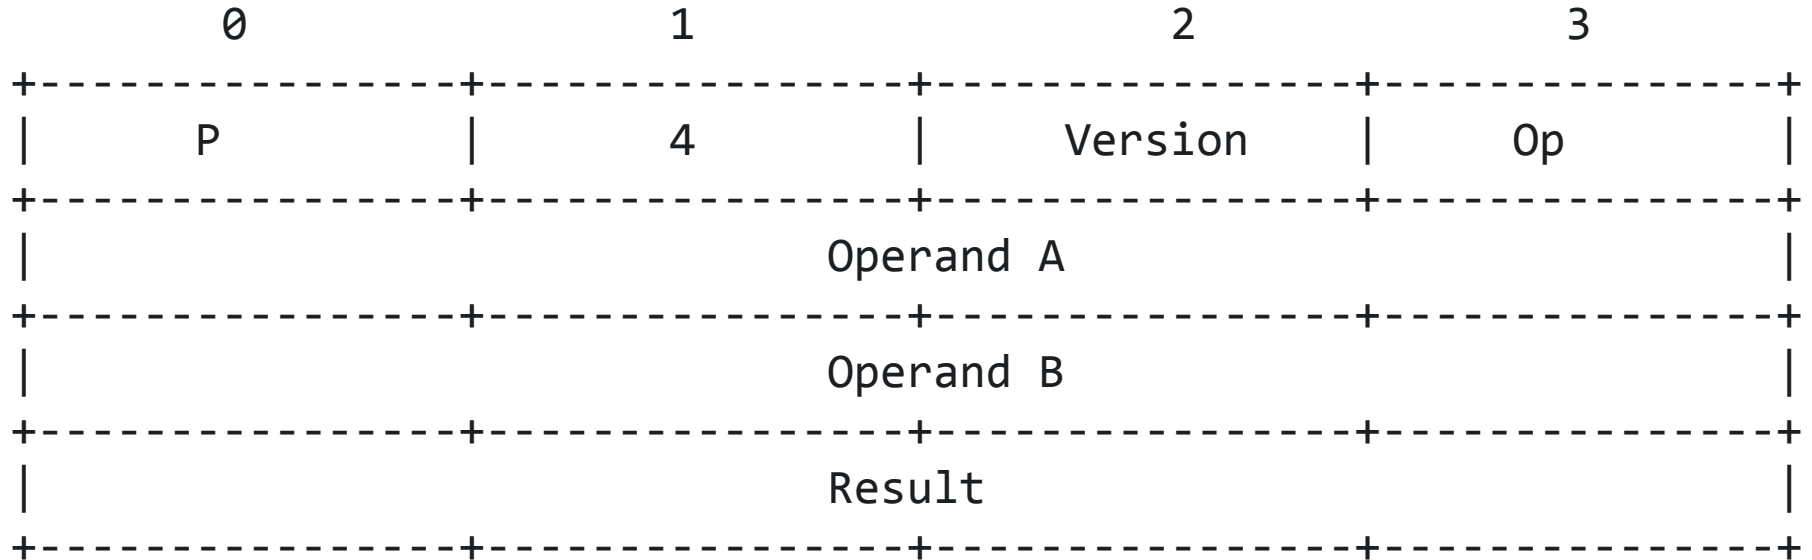 0 1 2 3
+----------------+----------------+----------------+---------------+
| P | 4 | Version | Op |
+----------------+----------------+----------------+---------------+
| Operand A |
+----------------+----------------+----------------+---------------+
| Operand B |
+----------------+----------------+----------------+---------------+
| Result |
+----------------+----------------+----------------+---------------+